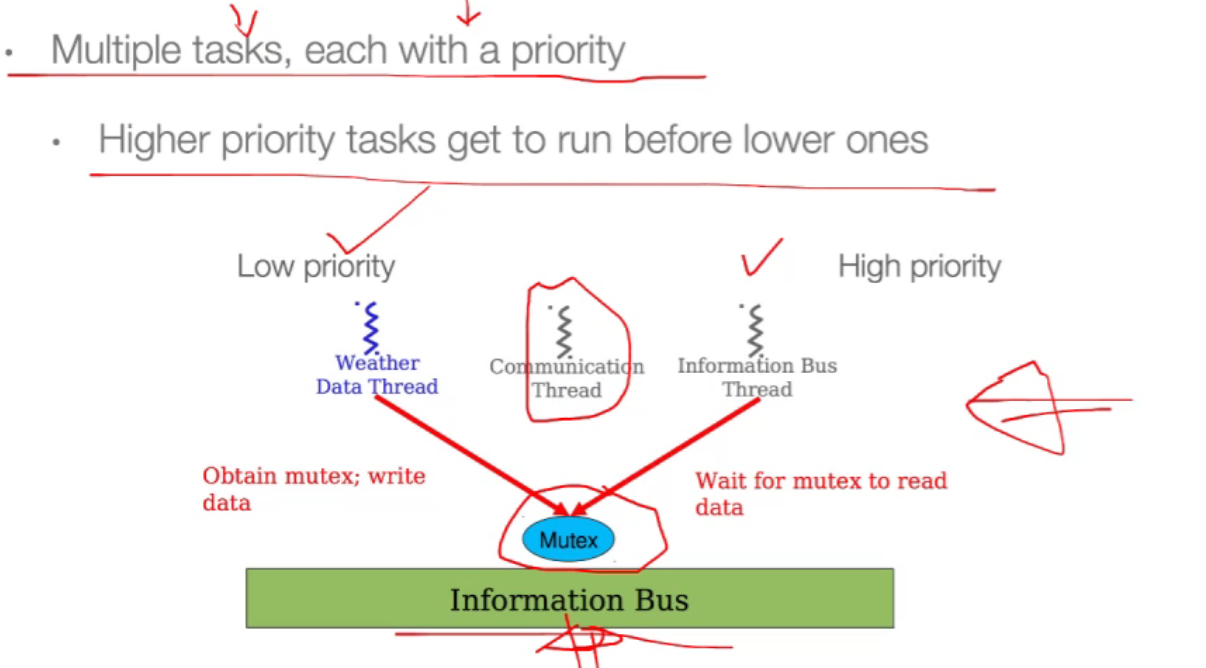 • Multiple tasks, each with a priority
• Higher priority tasks get to run before lower ones
Low priority
High priority
Weather
Data Thread
Communication
Thread
Information Bus
Thread
Obtain mutex; write
data
Wait for mutex to read
data
Mutex
Information Bus